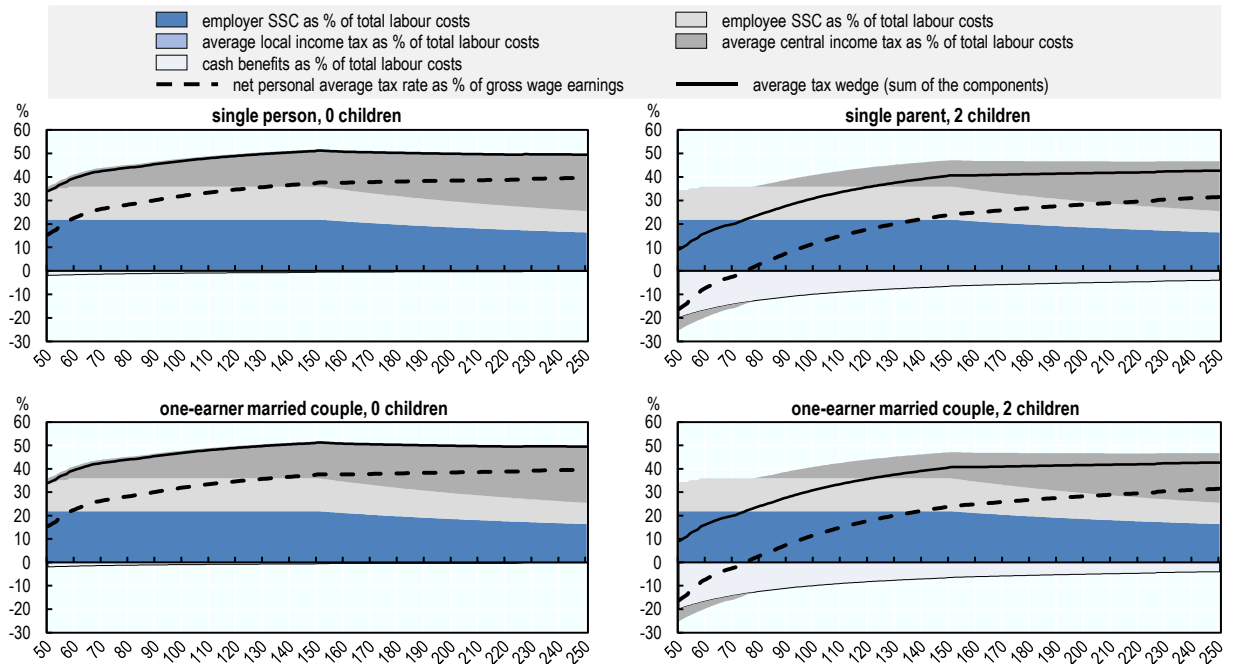 employer SSC as % of total labour costs
employee SSC as % of total labour costs
average local income tax as % of total labour costs
average central income tax as % of total labour costs
cash benefits as % of total labour costs
net personal average tax rate as % of gross wage earnings
average tax wedge (sum of the components)
%
single person, 0 children
60
50
40
30
20
10
0
-10
-20
-30
50 60 70 80 90 100 110 120 130 140 150 160 170 180 190 200 210 220 230 240 250
%
single parent, 2 children
60
50
40
30
20
10
0
-10
-20
-30
50 60 70 80 90 100 110 120 130 140 150 160 170 180 190 200 210 220 230 240 250
%
one-earner married couple, 0 children
60
50
40
30
20
10
0
-10
-20
-30
50 60 70 80 90 100 110 120 130 140 150 160 170 180 190 200 210 220 230 240 250
%
one-earner married couple, 2 children
60
50
40
30
20
10
0
-10
-20
-30
50 60 70 80 90 100 110 120 130 140 150 160 170 180 190 200 210 220 230 240 250